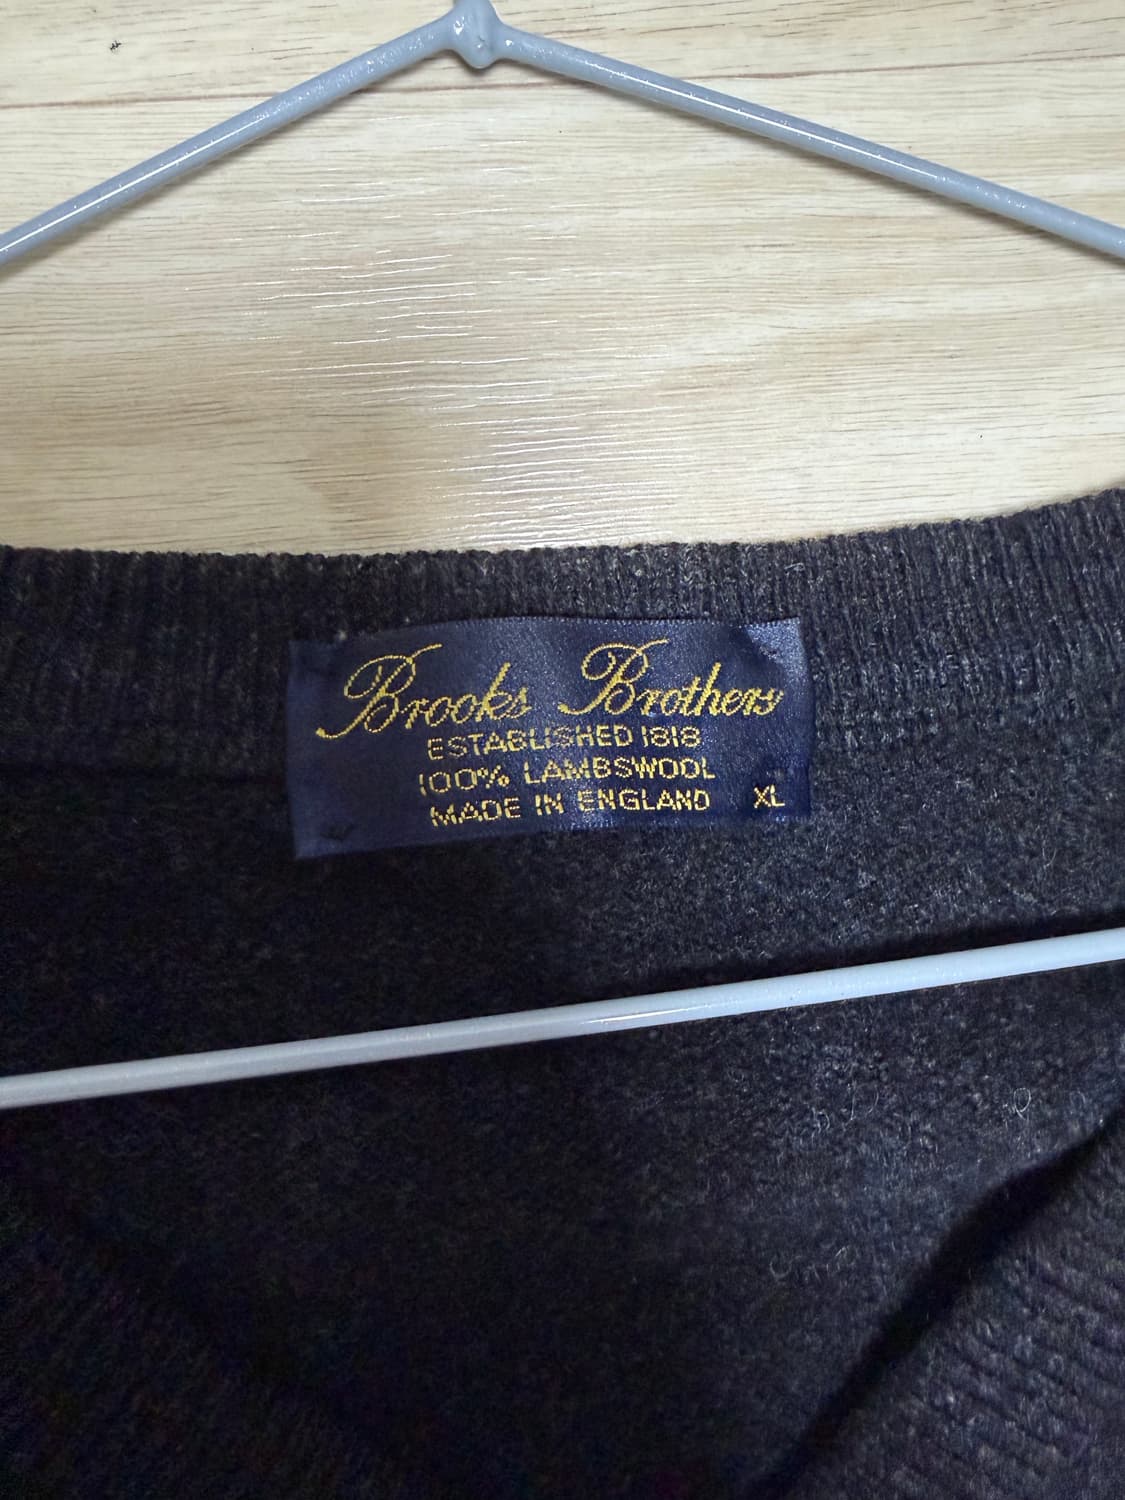 Brooks Brothers
ESTABLISHED 1818
100% LAMBSWOOL
MADE IN ENGLAND XL